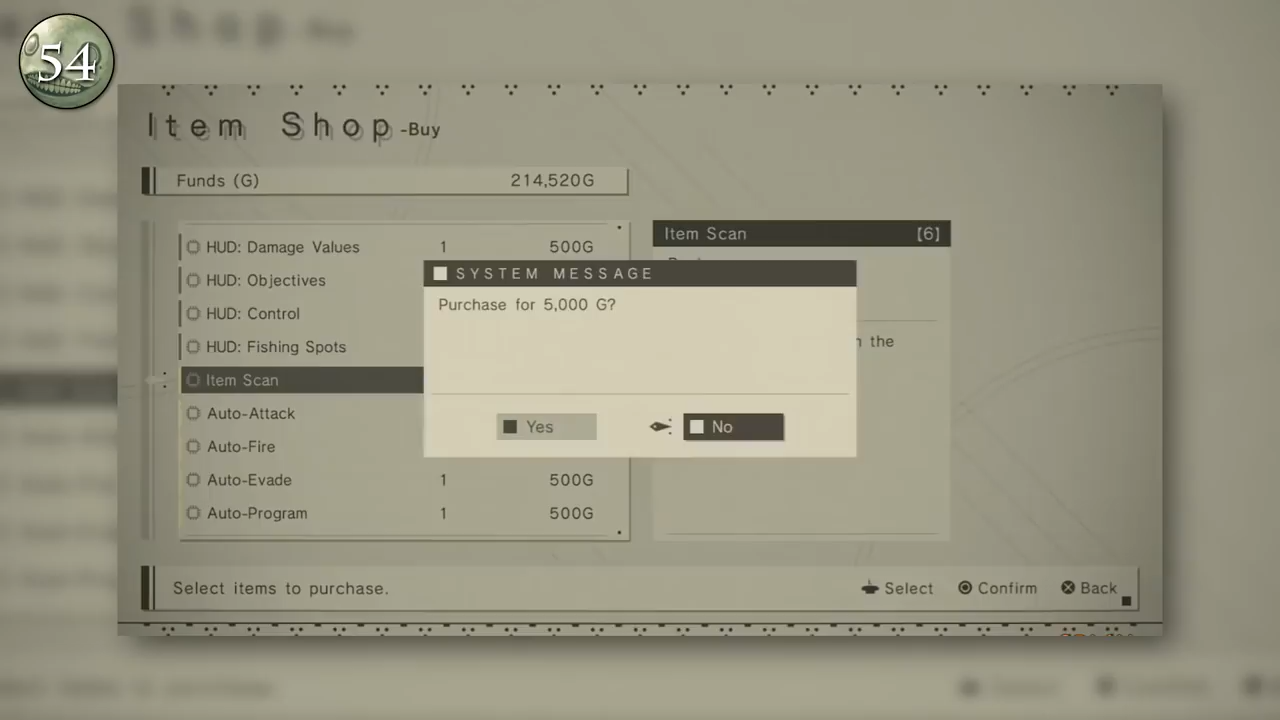 54
Item Shop -Buy
Funds (G) 214,520G
HUD: Damage Values 1 500G
HUD: Objectives
HUD: Control
HUD: Fishing Spots
Item Scan
Auto-Attack
Auto-Fire
Auto-Evade 1 500G
Auto-Program 1 500G
Item Scan [6]
the
SYSTEM MESSAGE
Purchase for 5,000 G?
Yes
No
Select items to purchase.
Select Confirm Back